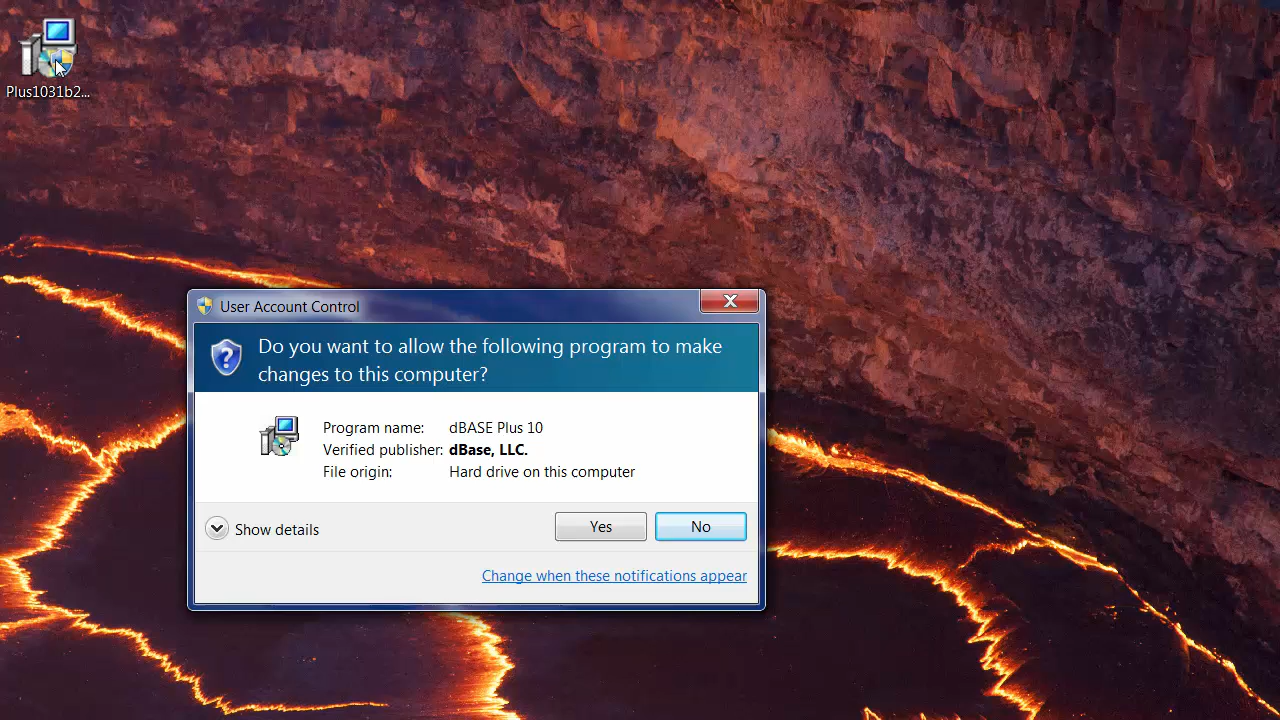 Plus1031b2...
User Account Control
Do you want to allow the following program to make
changes to this computer?
Program name: dBASE Plus 10
Verified publisher: dBase, LLC.
File origin: Hard drive on this computer
Show details
Yes
No
Change when these notifications appear